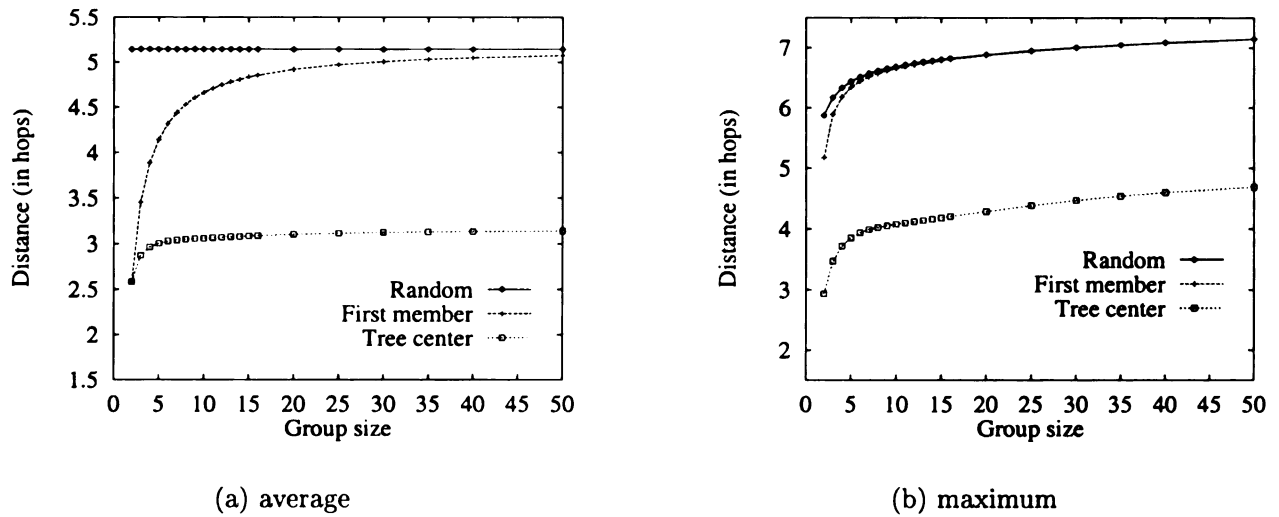 5.5
5
4.5
4
3.5
3
2.5
2
1.5
Distance (in hops)
Random
First member
Tree center
0 5 10 15 20 25 30 35 40 45 50
Group size
(a) average
7
6
5
4
3
2
Distance (in hops)
Random
First member
Tree center
0 5 10 15 20 25 30 35 40 45 50
Group size
(b) maximum